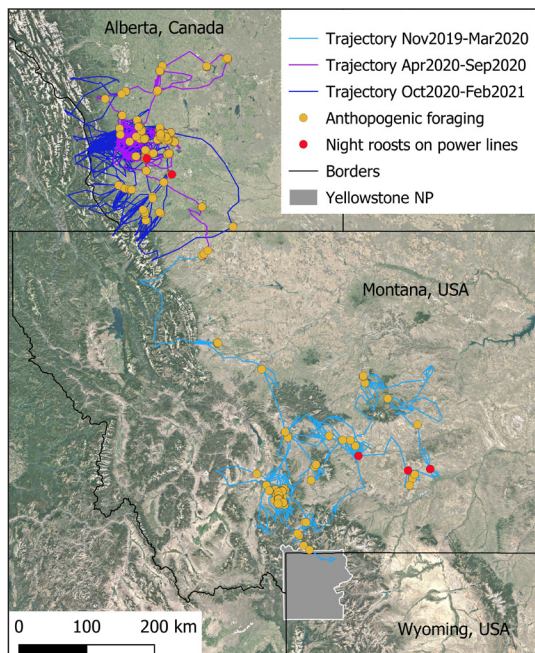 Alberta, Canada
Trajectory Nov2019-Mar2020
Trajectory Apr2020-Sep2020
Trajectory Oct2020-Feb2021
Anthopogenic foraging
Night roosts on power lines
Borders
Yellowstone NP
Montana, USA
Wyoming, USA
0 100 200 km